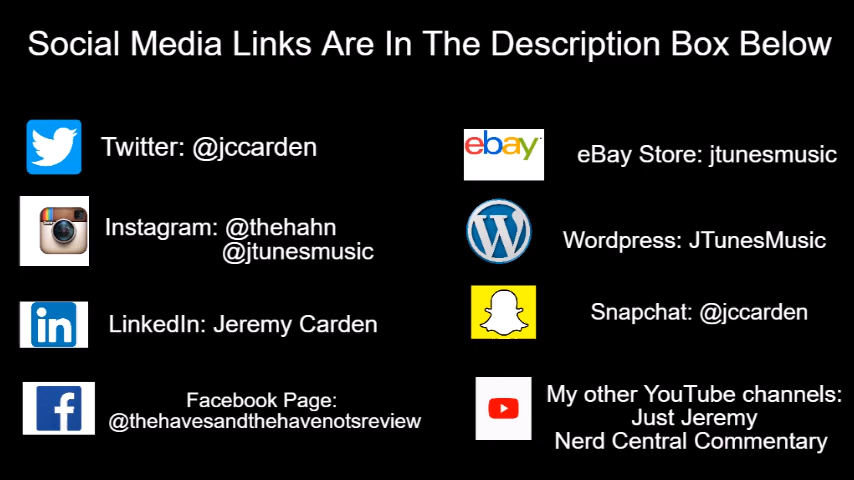 Social Media Links Are In The Description Box Below
Twitter: @jccarden
Instagram: @thehahn
@jtunesmusic
in LinkedIn: Jeremy Carden
f Facebook Page:
@thehavesandthehavenotsreview
ebay eBay Store: jtunesmusic
W Wordpress: JTunesMusic
Snapchat: @jccarden
My other YouTube channels:
Just Jeremy
Nerd Central Commentary